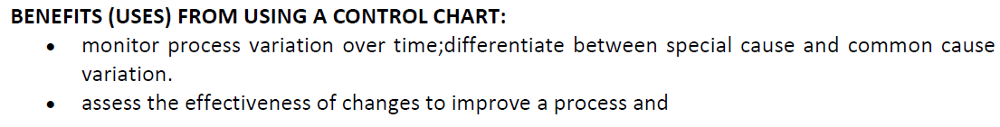 BENEFITS (USES) FROM USING A CONTROL CHART:
• monitor process variation over time;differentiate between special cause and common cause
variation.
• assess the effectiveness of changes to improve a process and